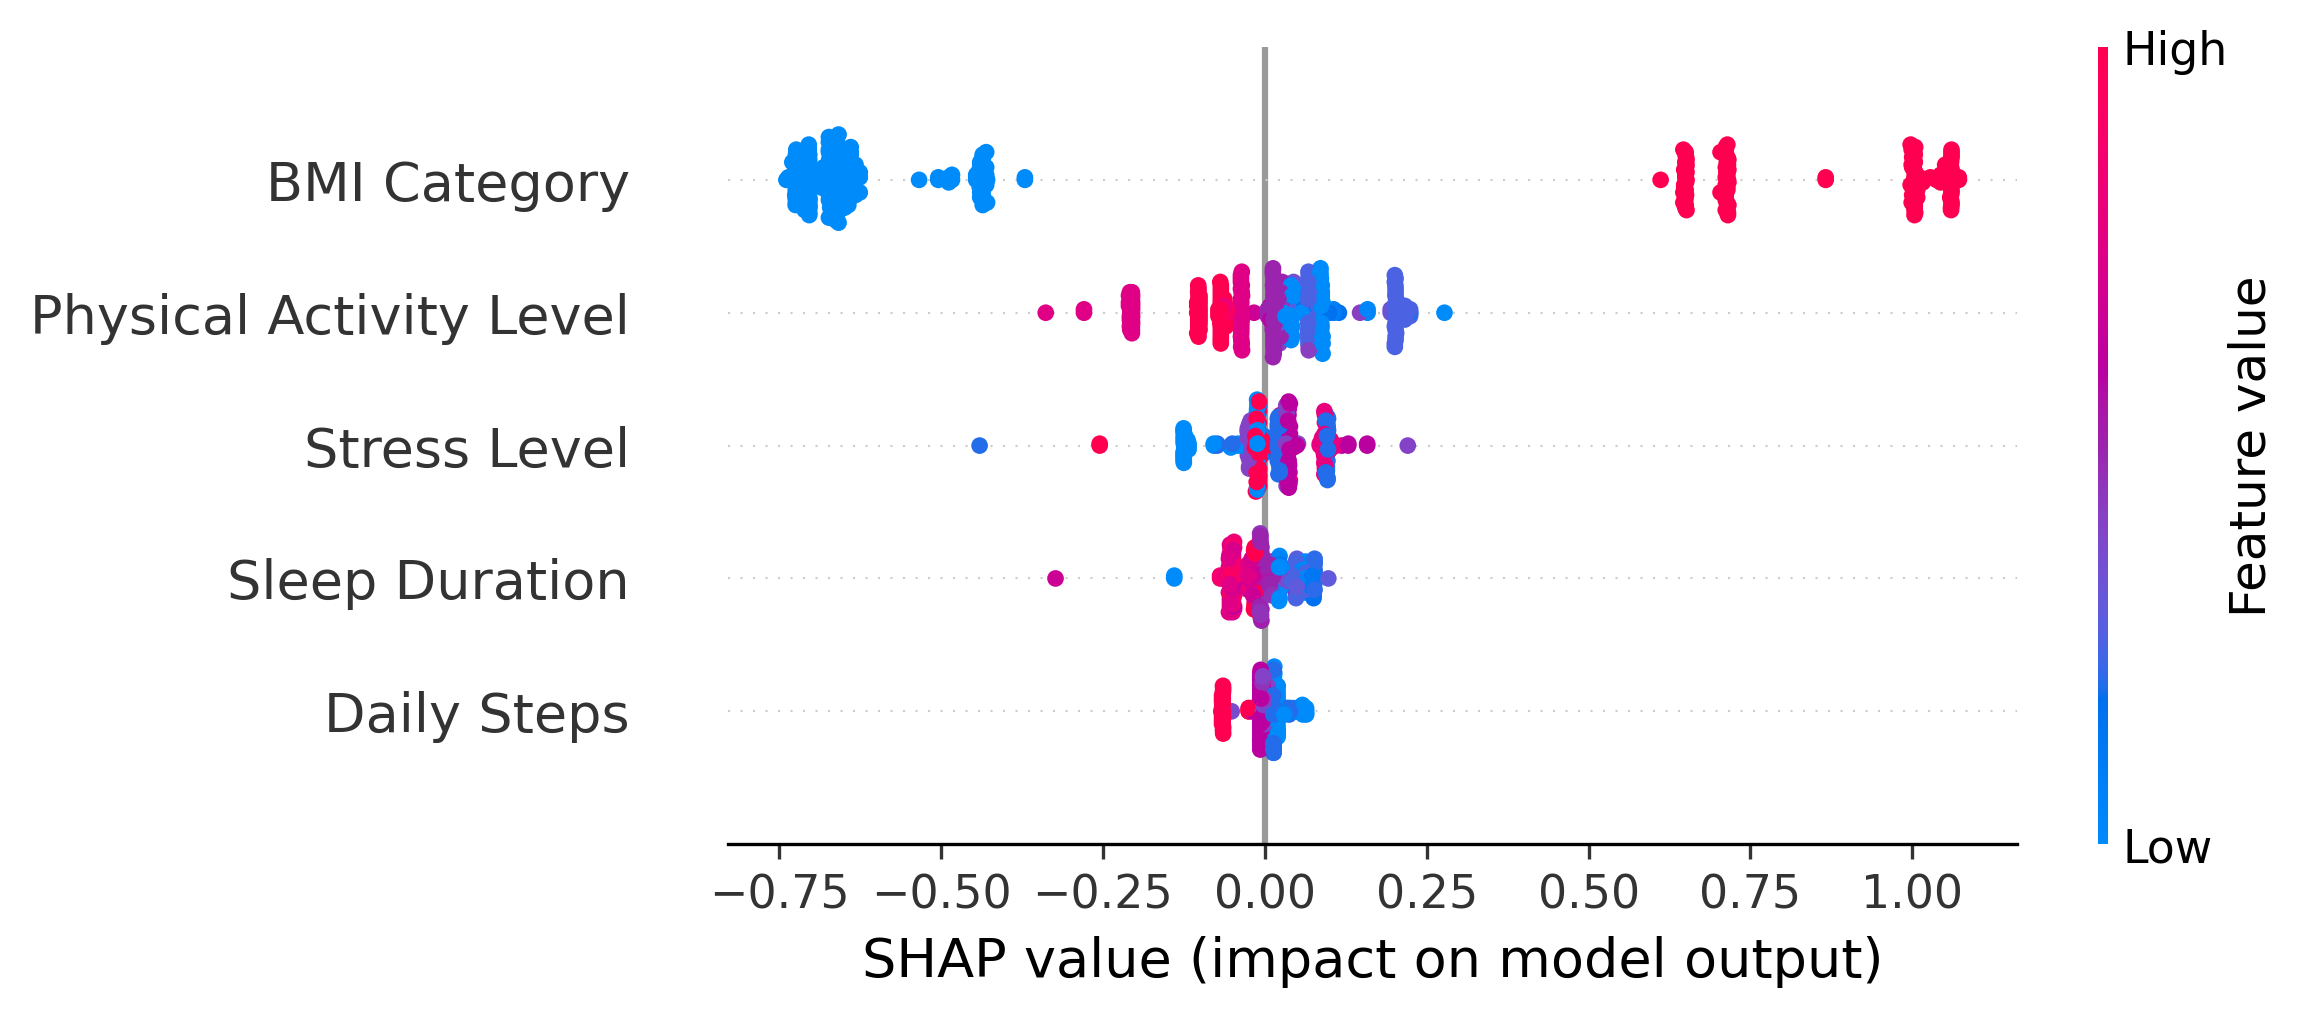 High
BMI Category
Physical Activity Level
Stress Level
Sleep Duration
Daily Steps
Low
Feature value
−0.75 −0.50 −0.25 0.00 0.25 0.50 0.75 1.00
SHAP value (impact on model output)